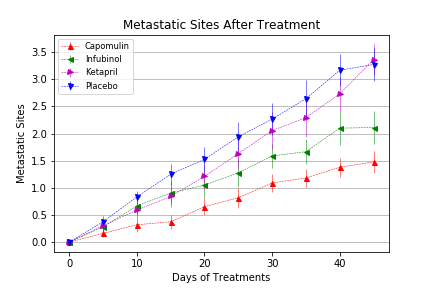 Metastatic Sites After Treatment
Capomulin
Infubinol
Ketapril
Placebo
Metastatic Sites
3.5
3.0
2.5
2.0
1.5
1.0
0.5
0.0
0 10 20 30 40
Days of Treatments